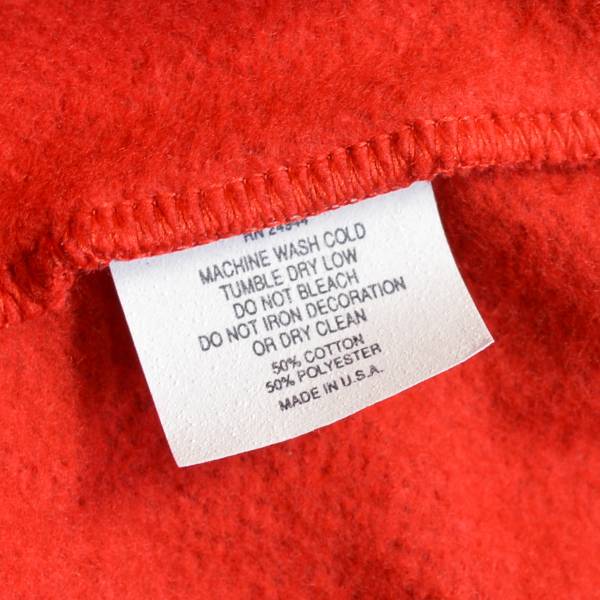 MACHINE WASH COLD
TUMBLE DRY LOW
DO NOT BLEACH
DO NOT IRON DECORATION
OR DRY CLEAN
50% COTTON
50% POLYESTER
MADE IN U.S.A.